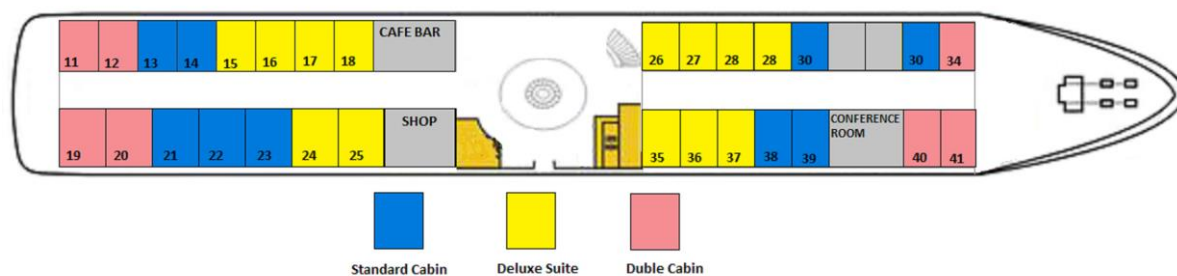 CAFE BAR
11 12 13 14 15 16 17 18
26 27 28 28 30 30 34
SHOP
CONFERENCE
ROOM
19 20 21 22 23 24 25
35 36 37 38 39 40 41
Standard Cabin
Deluxe Suite
Duble Cabin